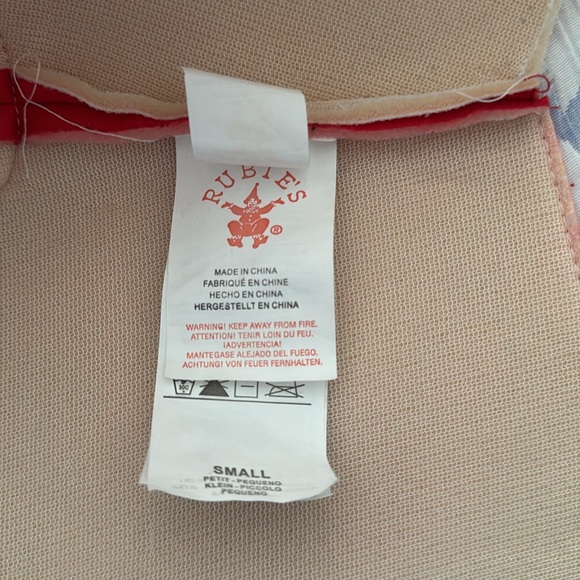 RUBIE'S
®
MADE IN CHINA
FABRIQUÉ EN CHINE
HECHO EN CHINA
HERGESTELLT EN CHINA
WARNING! KEEP AWAY FROM FIRE.
ATTENTION! TENIR LOIN DU FEU.
¡ADVERTENCIA!
MANTEGASE ALEJADO DEL FUEGO.
ACHTUNG! VON FEUER FERNHALTEN.
SMALL
PETIT - PEQUENO
KLEIN - PICCOLO
PEQUENO